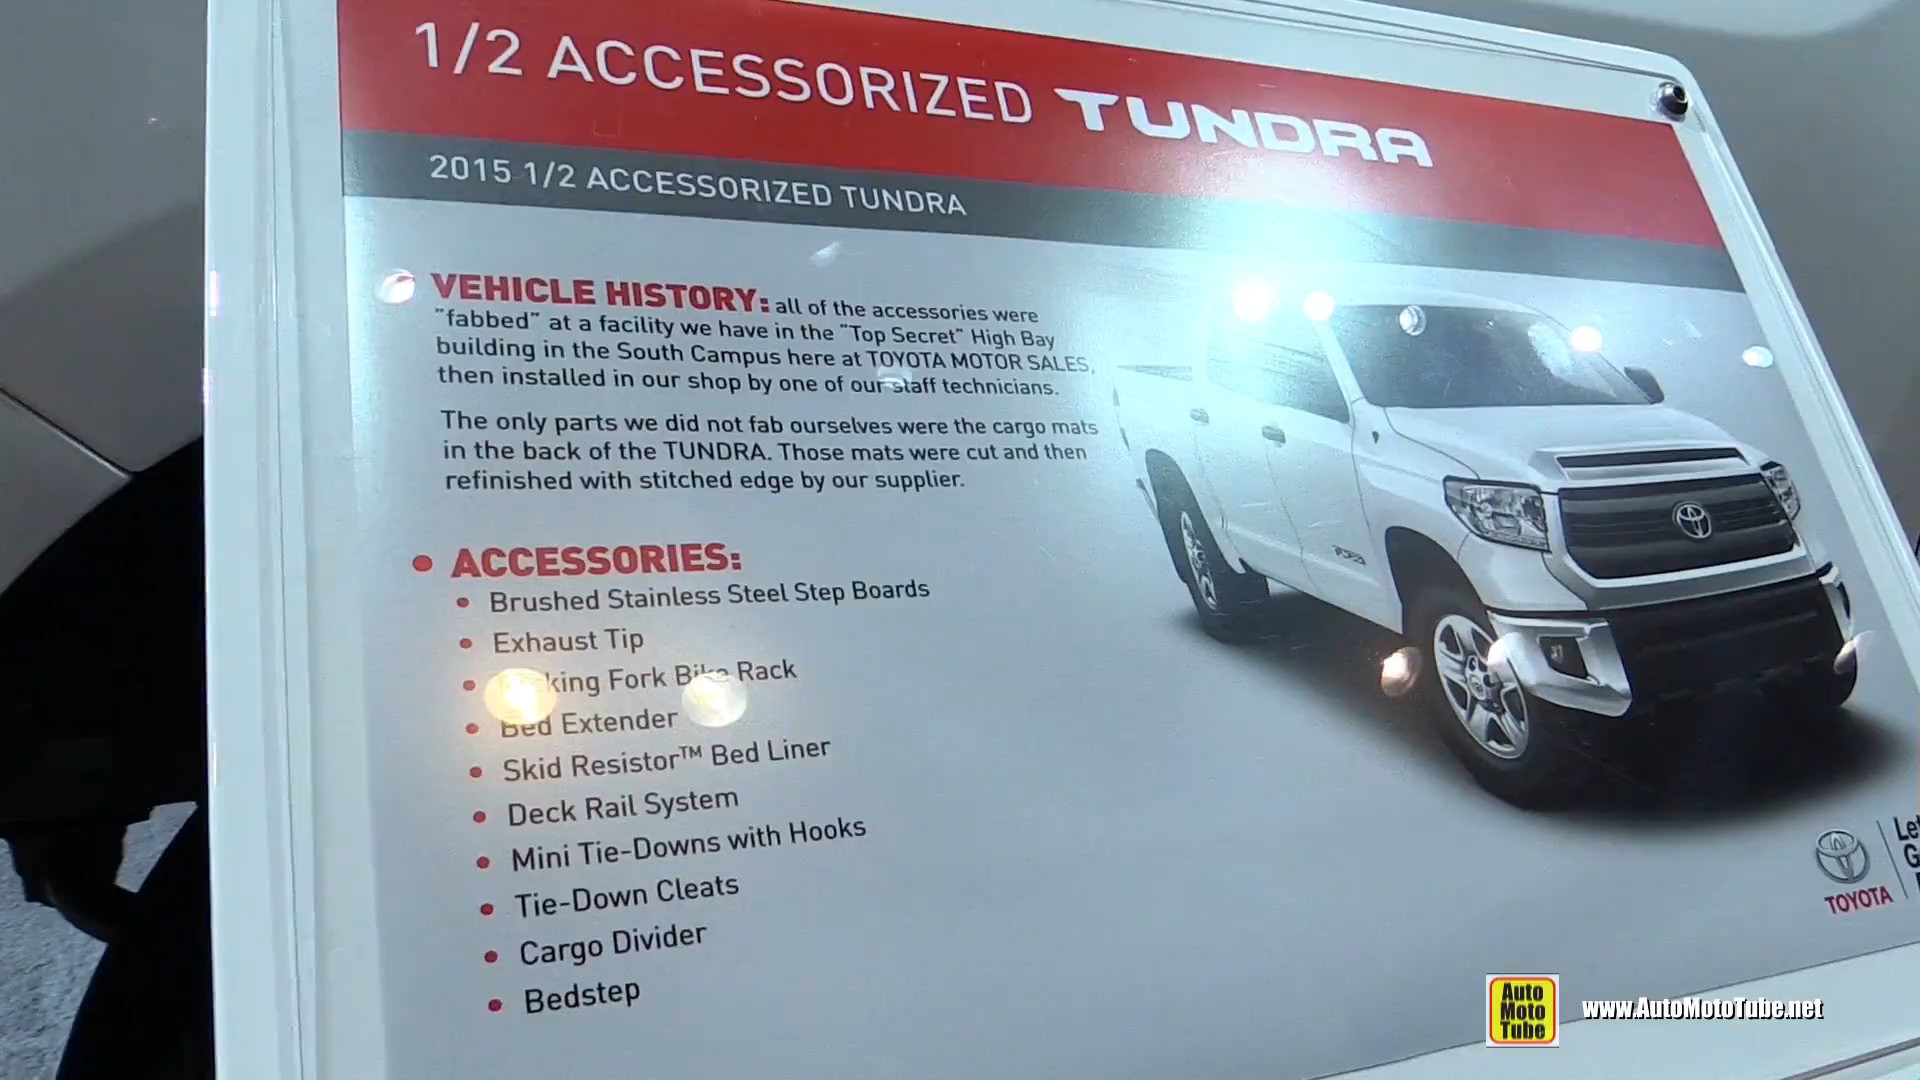 1/2 ACCESSORIZED TUNDRA
2015 1/2 ACCESSORIZED TUNDRA
VEHICLE HISTORY: all of the accessories were
"fabbed" at a facility we have in the "Top Secret" High Bay
building in the South Campus here at TOYOTA MOTOR SALES,
then installed in our shop by one of our staff technicians.
The only parts we did not fab ourselves were the cargo mats
in the back of the TUNDRA. Those mats were cut and then
refinished with stitched edge by our supplier.
• ACCESSORIES:
• Brushed Stainless Steel Step Boards
• Exhaust Tip
• Fork Bike Rack
• Bed Extender
• Skid Resistor™ Bed Liner
• Deck Rail System
• Mini Tie-Downs with Hooks
• Tie-Down Cleats
• Cargo Divider
• Bedstep
TOYOTA
Auto
Moto
Tube
www.AutoMotoTube.net